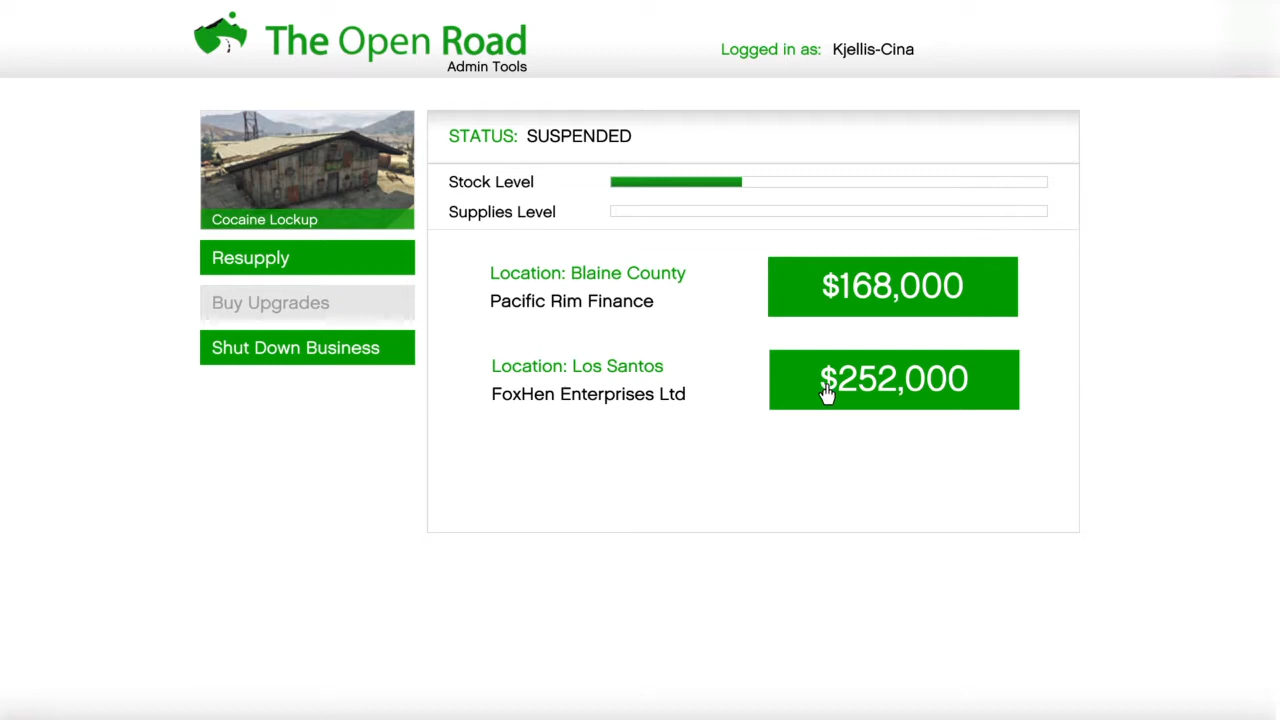 The Open Road
Admin Tools
Logged in as: Kjellis-Cina
Cocaine Lockup
Resupply
Buy Upgrades
Shut Down Business
STATUS: SUSPENDED
Stock Level
Supplies Level
Location: Blaine County
Pacific Rim Finance
$168,000
Location: Los Santos
FoxHen Enterprises Ltd
$252,000